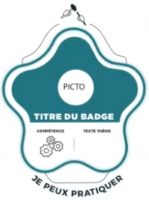 PICTO
TITRE DU BADGE
COMPÉTENCE
TEXTE THÈME
JE PEUX PRATIQUER